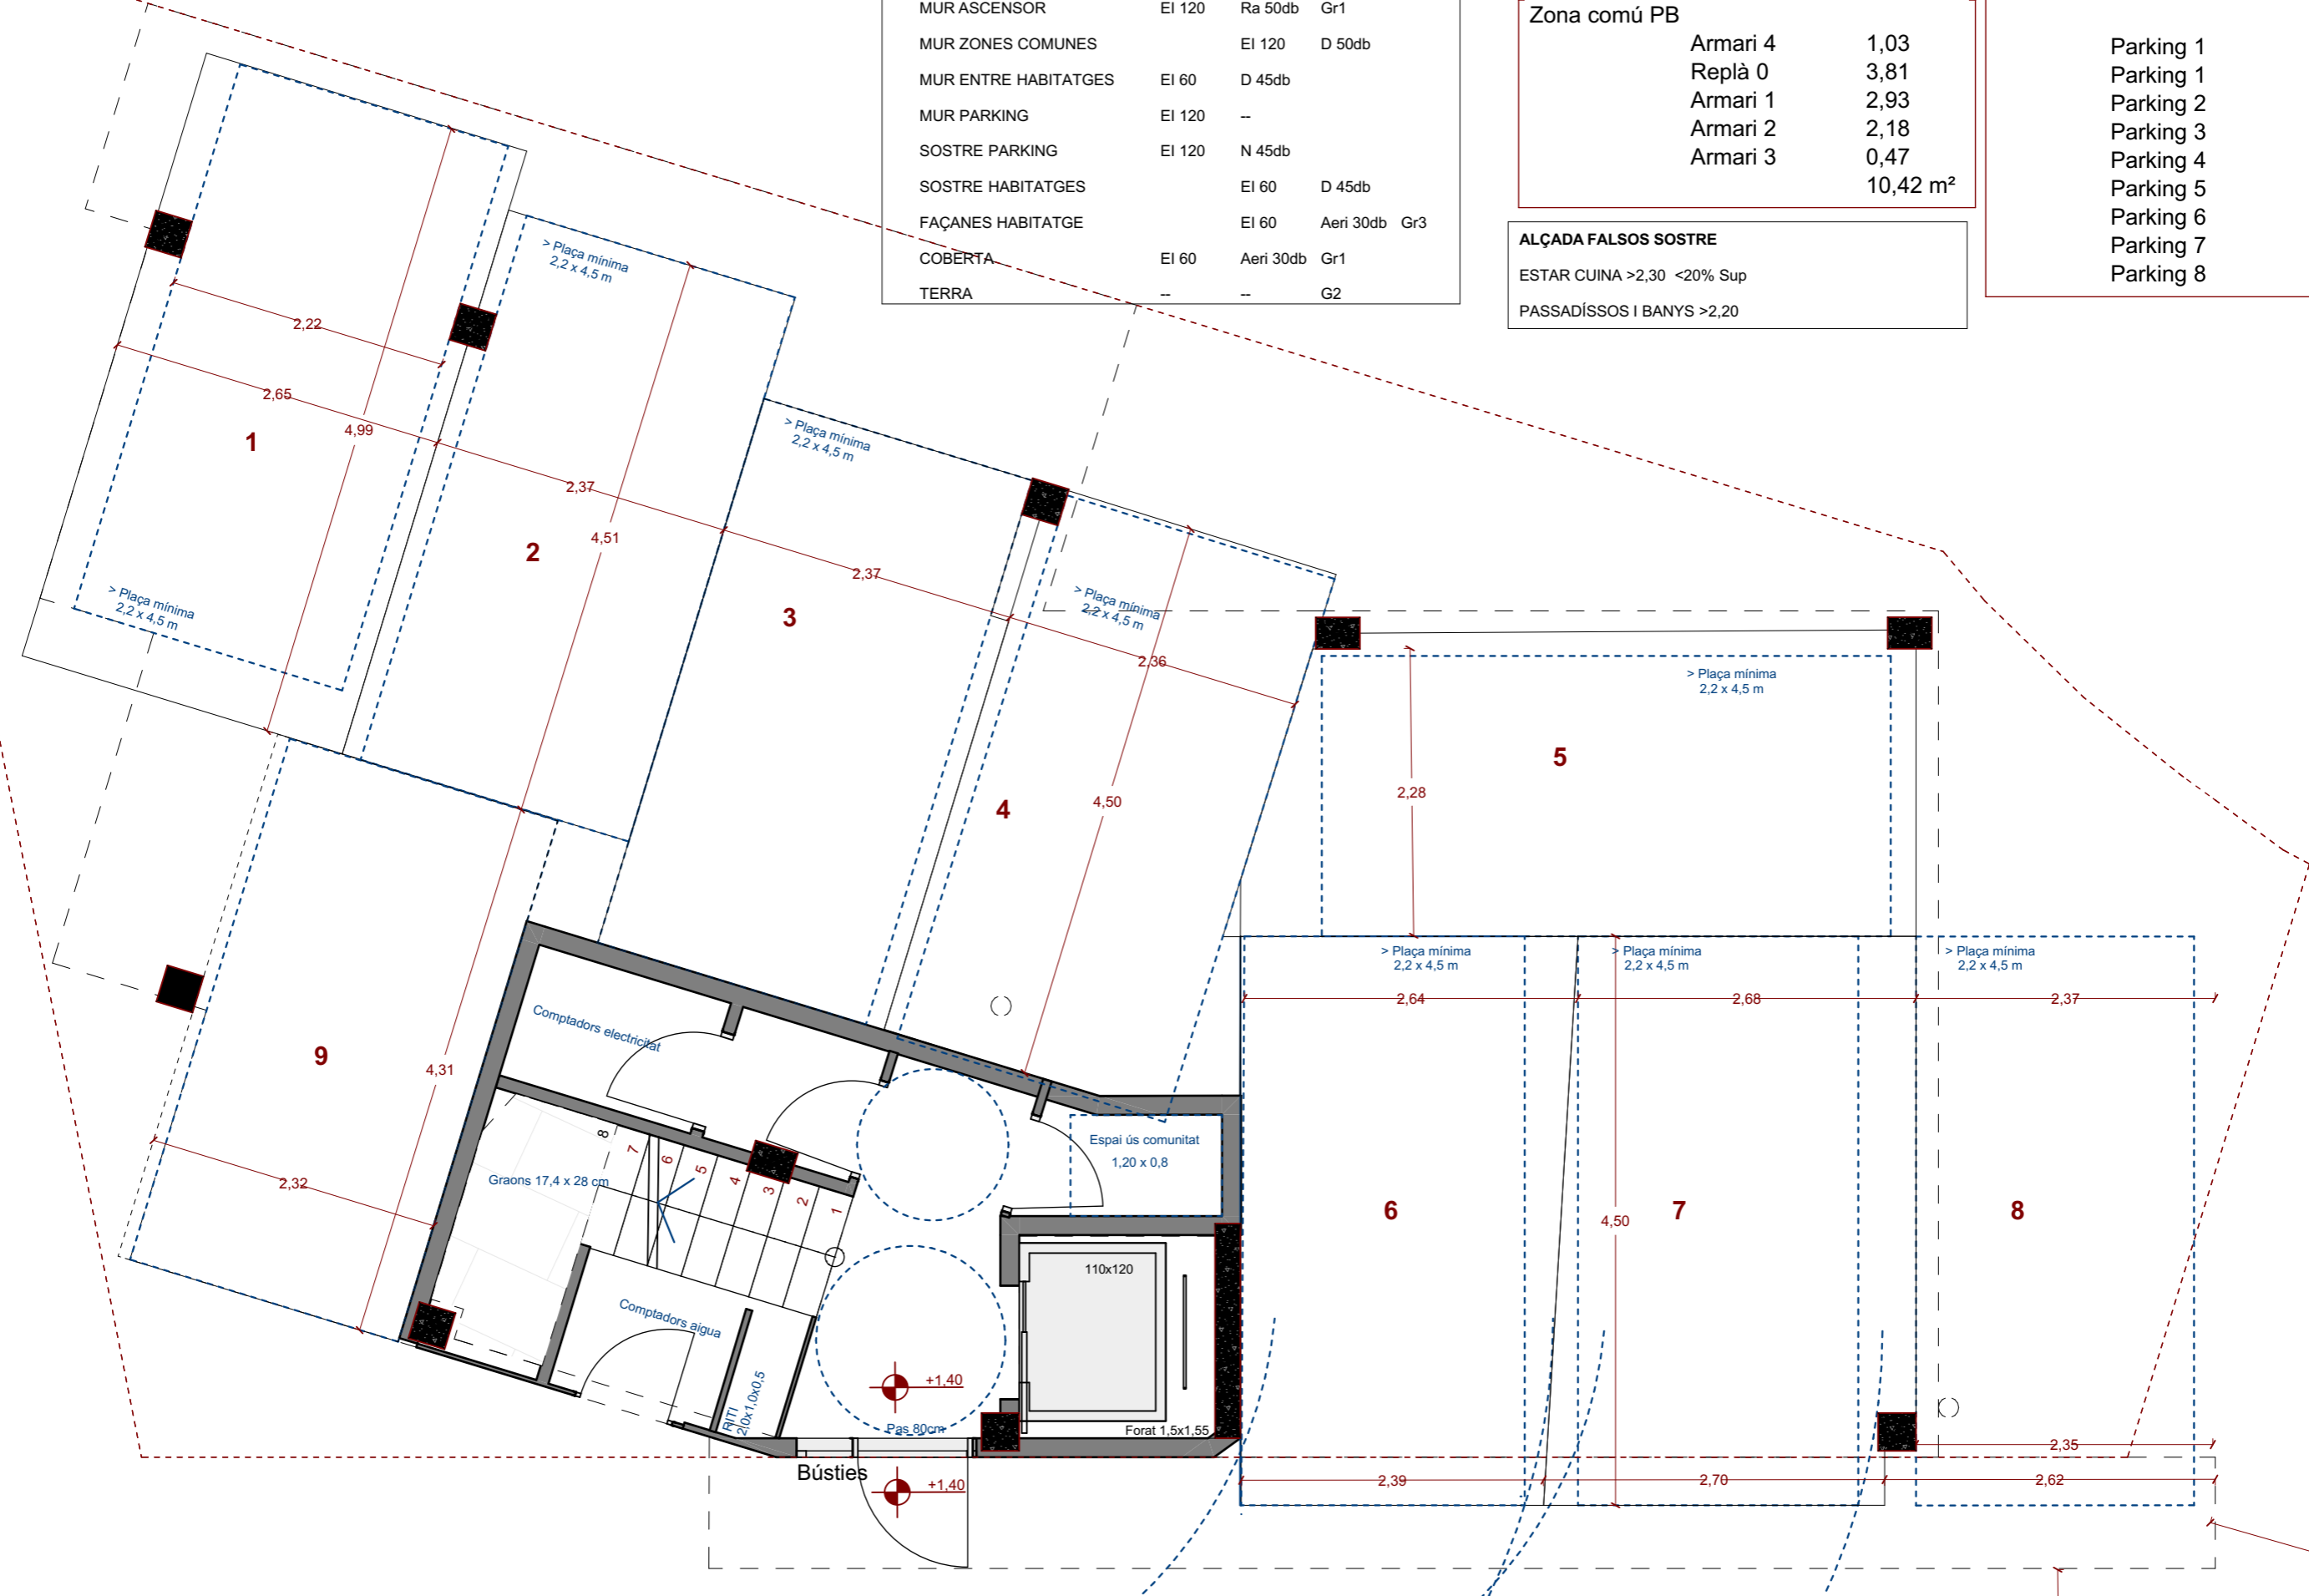 MUR ASCENSOR EI 120 Ra 50db Gr1
MUR ZONES COMUNES EI 120 D 50db
MUR ENTRE HABITATGES EI 60 D 45db
MUR PARKING EI 120 --
SOSTRE PARKING EI 120 N 45db
SOSTRE HABITATGES EI 60 D 45db
FAÇANES HABITATGE EI 60 Aeri 30db Gr3
COBERTA EI 60 Aeri 30db Gr1
TERRA -- -- G2
Zona comú PB
Armari 4 1,03
Replà 0 3,81
Armari 1 2,93
Armari 2 2,18
Armari 3 0,47
10,42 m²
ALÇADA FALSOS SOSTRE
ESTAR CUINA >2,30 <20% Sup
PASSADÍSSOS I BANYS >2,20
Parking 1
Parking 1
Parking 2
Parking 3
Parking 4
Parking 5
Parking 6
Parking 7
Parking 8
2,22
2,65
4,99
1
> Plaça mínima
2,2 x 4,5 m
> Plaça mínima
2,2 x 4,5 m
2,37
4,51
2
> Plaça mínima
2,2 x 4,5 m
2,37
3
> Plaça mínima
2,2 x 4,5 m
2,36
4,50
4
> Plaça mínima
2,2 x 4,5 m
5
2,28
> Plaça mínima
2,2 x 4,5 m
> Plaça mínima
2,2 x 4,5 m
> Plaça mínima
2,2 x 4,5 m
2,64
2,68
2,37
6
4,50
7
8
2,35
2,39
2,70
2,62
9
4,31
2,32
Comptadors electricitat
Graons 17,4 x 28 cm
8
7
6
5
4
3
2
1
Espai ús comunitat
1,20 x 0,8
110x120
Comptadors aigua
RITI
2,0x1,0x0,5
+1,40
Pas 80cm
Forat 1,5x1,55
Bústies
+1,40